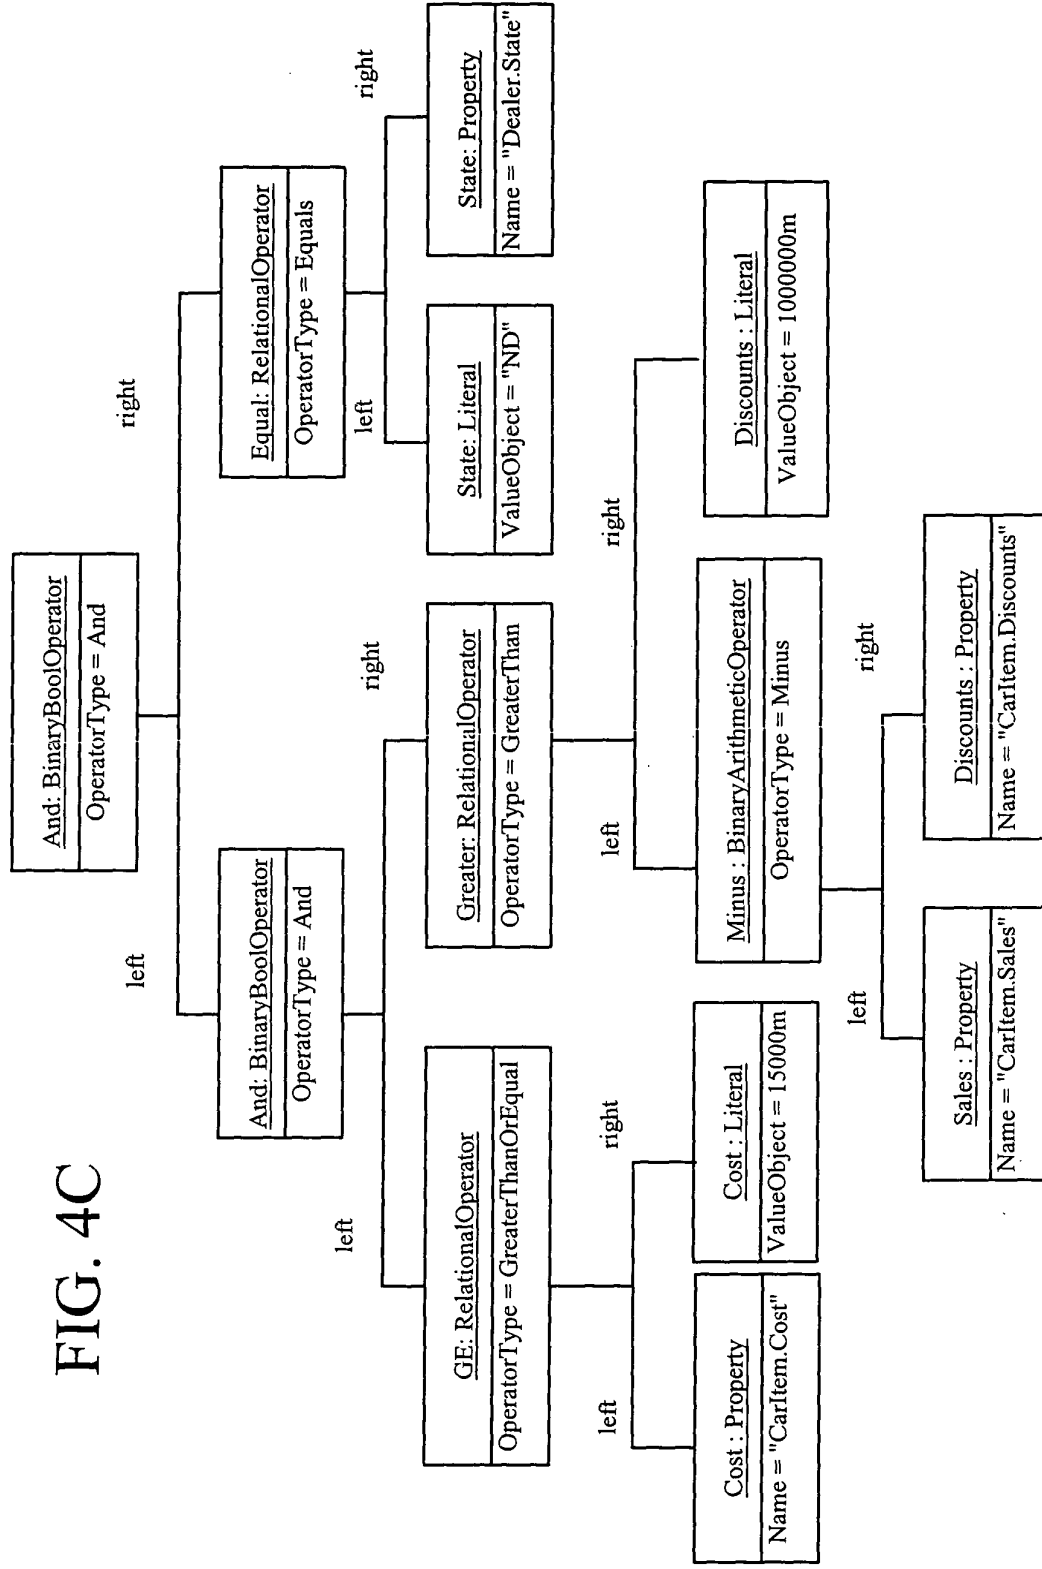 FIG. 4C
And: BinaryBoolOperator
OperatorType = And
left
right
And: BinaryBoolOperator
OperatorType = And
Equal: RelationalOperator
OperatorType = Equals
left
right
left
right
GE: RelationalOperator
OperatorType = GreaterThanOrEqual
Greater: RelationalOperator
OperatorType = GreaterThan
State: Literal
ValueObject = "ND"
State: Property
Name = "Dealer.State"
left
right
left
right
Cost : Property
Name = "CarItem.Cost"
Cost : Literal
ValueObject = 15000m
Minus : BinaryArithmeticOperator
OperatorType = Minus
Discounts : Literal
ValueObject = 1000000m
left
right
Sales : Property
Name = "CarItem.Sales"
Discounts : Property
Name = "CarItem.Discounts"